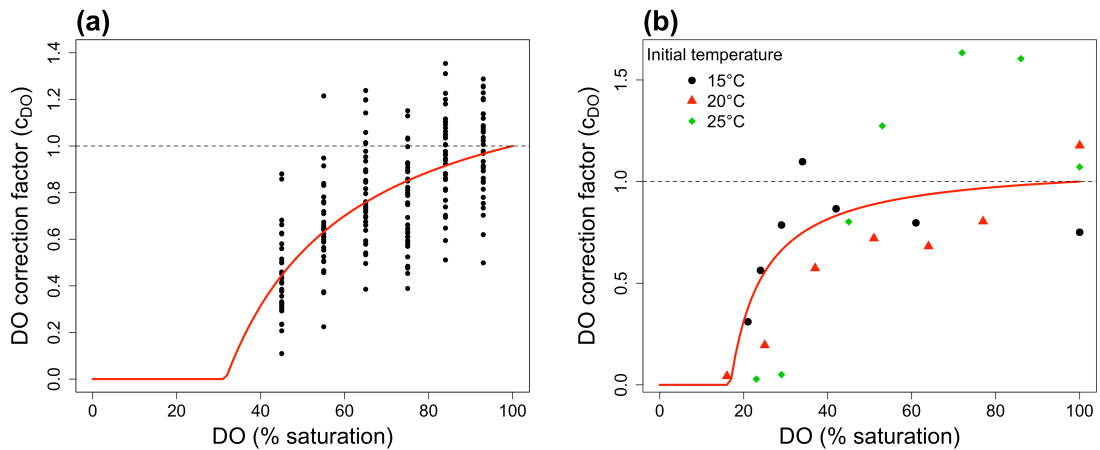 (a)
DO correction factor (cDO)
1.4
1.2
1.0
0.8
0.6
0.4
0.2
0.0
0 20 40 60 80 100
DO (% saturation)
(b)
DO correction factor (cDO)
Initial temperature
15°C
20°C
25°C
1.5
1.0
0.5
0.0
0 20 40 60 80 100
DO (% saturation)